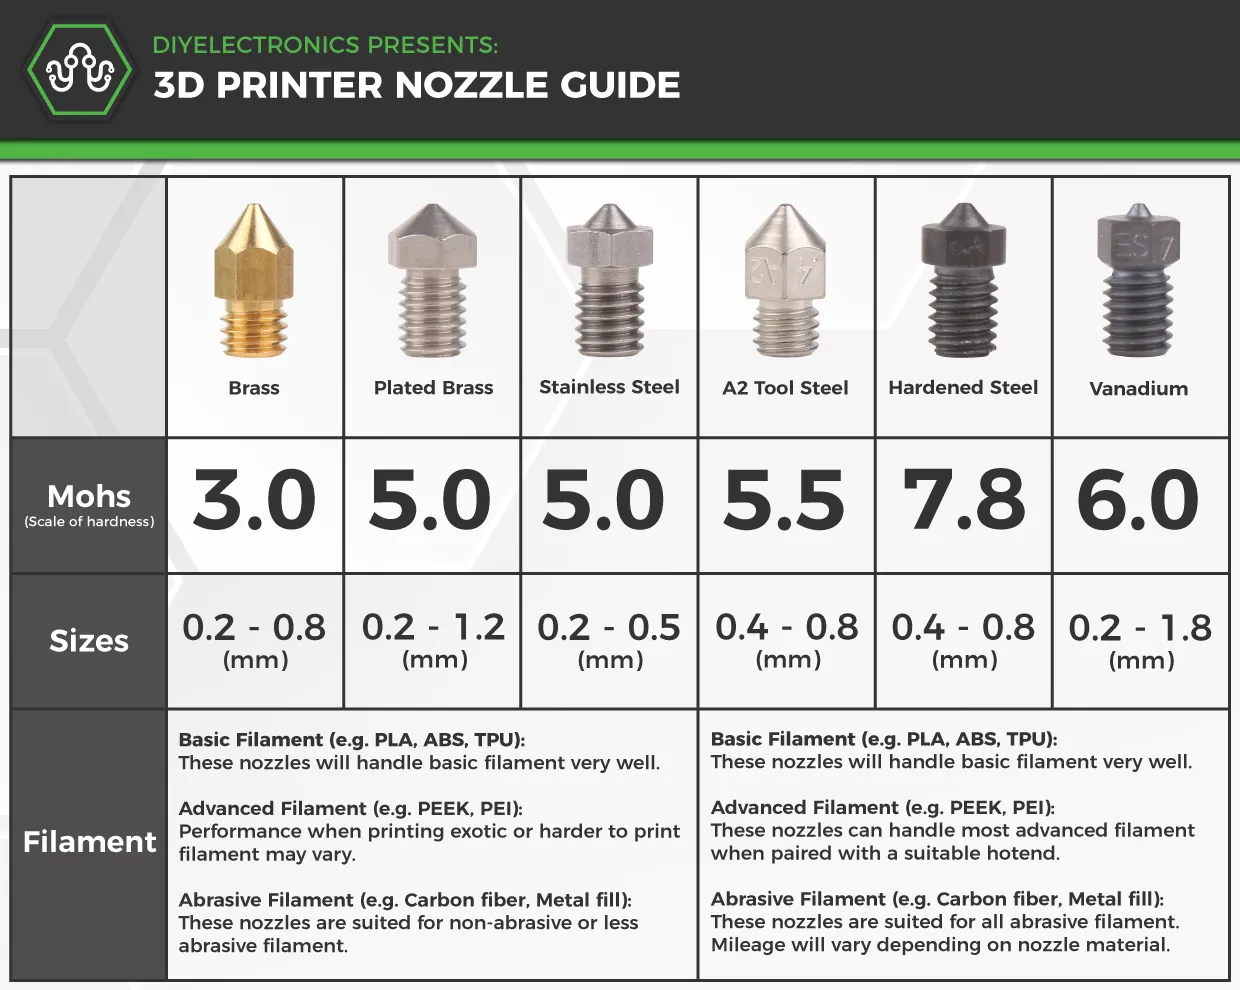 DIYELECTRONICS PRESENTS:
3D PRINTER NOZZLE GUIDE
A2
.4
.4
ES
4
Brass
Plated Brass
Stainless Steel
A2 Tool Steel
Hardened Steel
Vanadium
Mohs
(Scale of hardness)
3.0
5.0
5.0
5.5
7.8
6.0
Sizes
0.2 - 0.8
(mm)
0.2 - 1.2
(mm)
0.2 - 0.5
(mm)
0.4 - 0.8
(mm)
0.4 - 0.8
(mm)
0.2 - 1.8
(mm)
Filament
Basic Filament (e.g. PLA, ABS, TPU):
These nozzles will handle basic filament very well.
Advanced Filament (e.g. PEEK, PEI):
Performance when printing exotic or harder to print
filament may vary.
Abrasive Filament (e.g. Carbon fiber, Metal fill):
These nozzles are suited for non-abrasive or less
abrasive filament.
Basic Filament (e.g. PLA, ABS, TPU):
These nozzles will handle basic filament very well.
Advanced Filament (e.g. PEEK, PEI):
These nozzles can handle most advanced filament
when paired with a suitable hotend.
Abrasive Filament (e.g. Carbon fiber, Metal fill):
These nozzles are suited for all abrasive filament.
Mileage will vary depending on nozzle material.